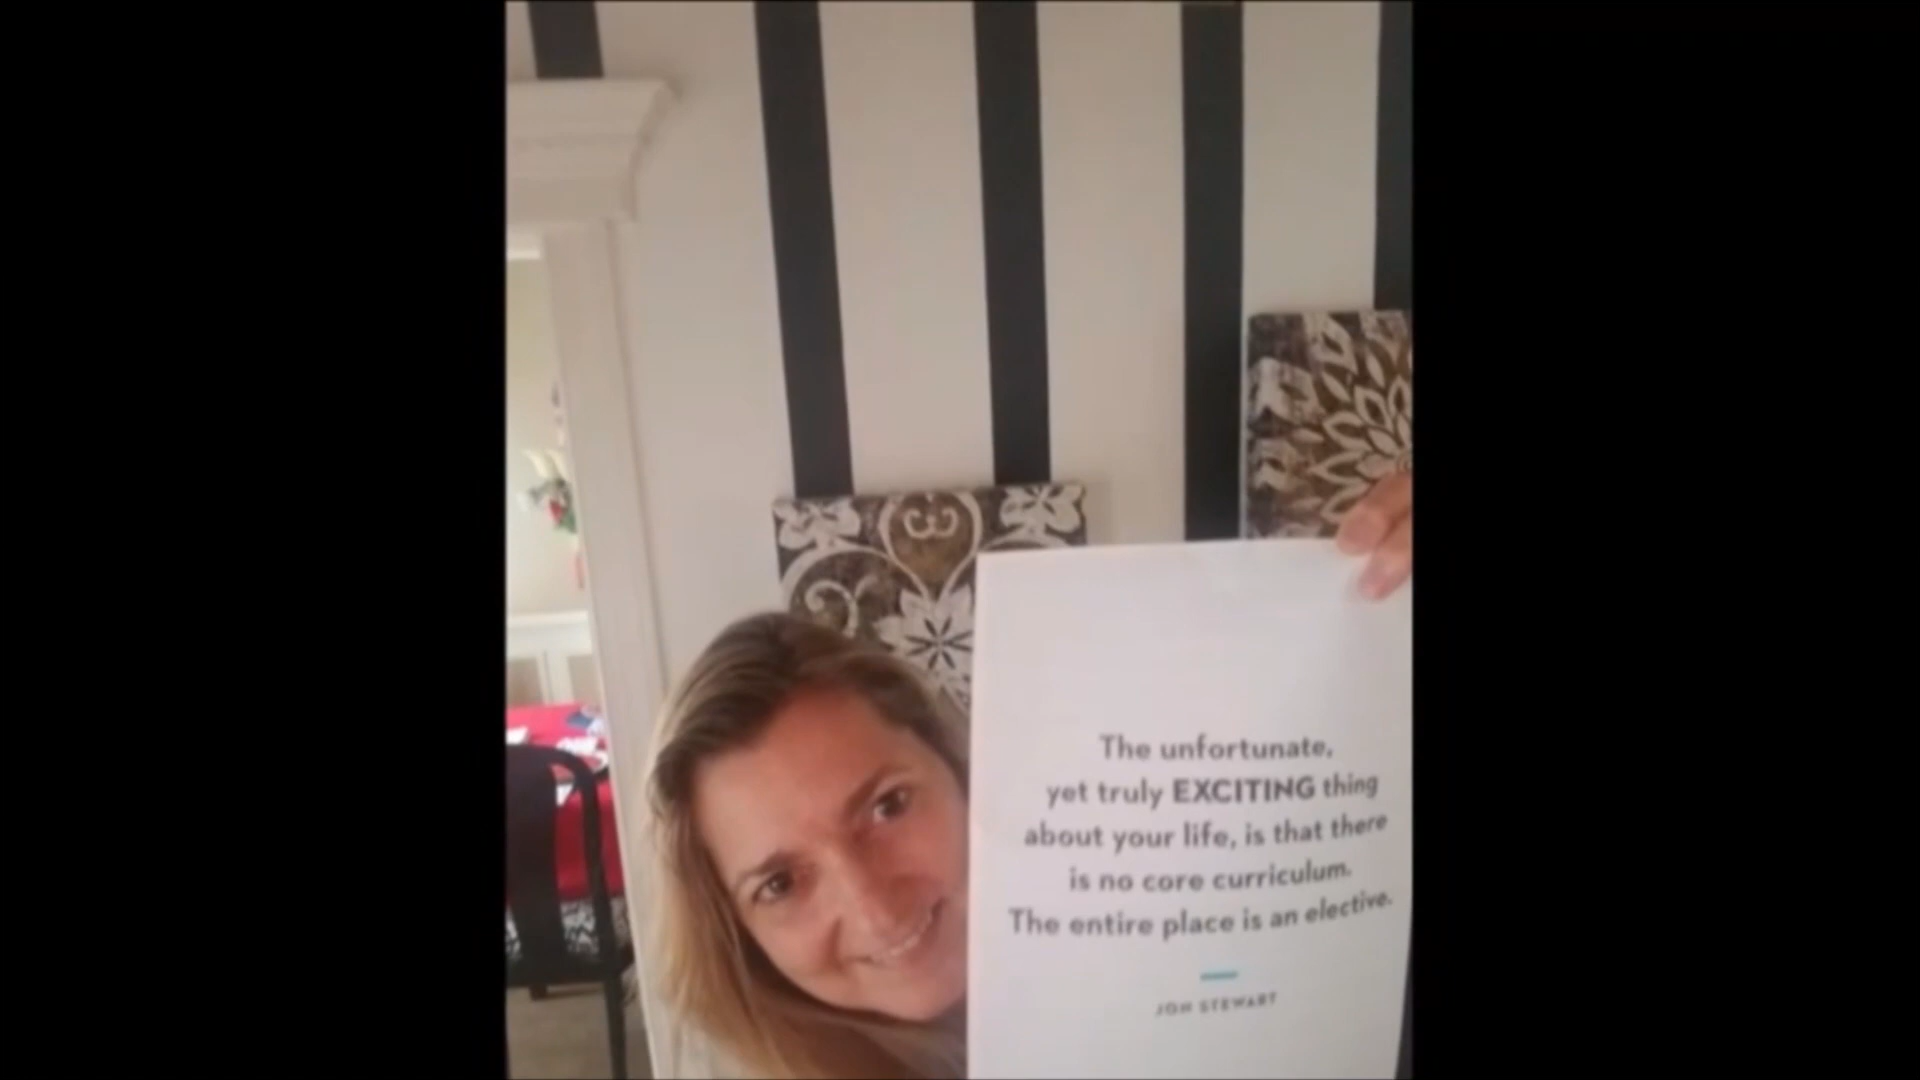 The unfortunate,
yet truly EXCITING thing
about your life, is that there
is no core curriculum.
The entire place is an elective.
JON STEWART